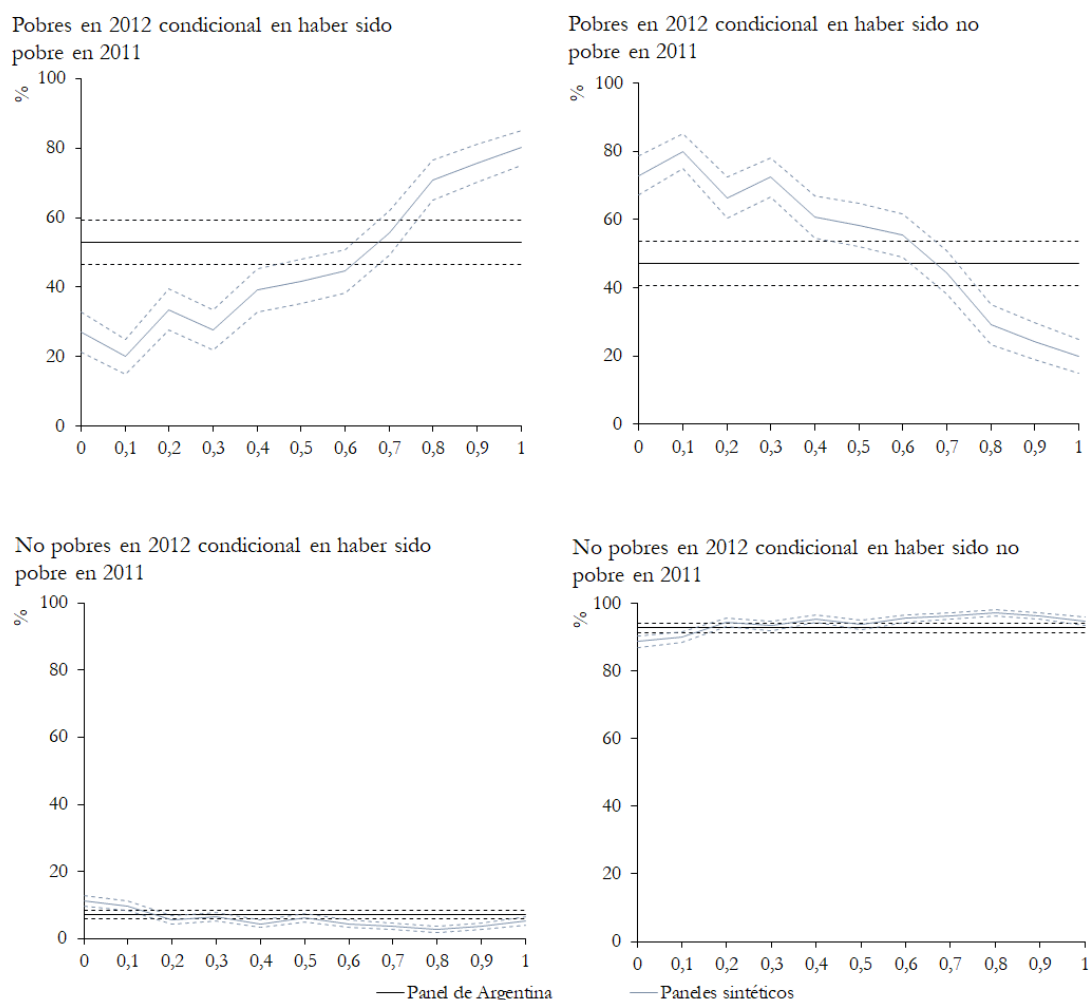 Pobres en 2012 condicional en haber sido
pobre en 2011
%
100
80
60
40
20
0
0 0,1 0,2 0,3 0,4 0,5 0,6 0,7 0,8 0,9 1
Pobres en 2012 condicional en haber sido no
pobre en 2011
%
100
80
60
40
20
0
0 0,1 0,2 0,3 0,4 0,5 0,6 0,7 0,8 0,9 1
No pobres en 2012 condicional en haber sido
pobre en 2011
%
100
80
60
40
20
0
0 0,1 0,2 0,3 0,4 0,5 0,6 0,7 0,8 0,9 1
No pobres en 2012 condicional en haber sido no
pobre en 2011
%
100
80
60
40
20
0
0 0,1 0,2 0,3 0,4 0,5 0,6 0,7 0,8 0,9 1
Panel de Argentina
Paneles sintéticos